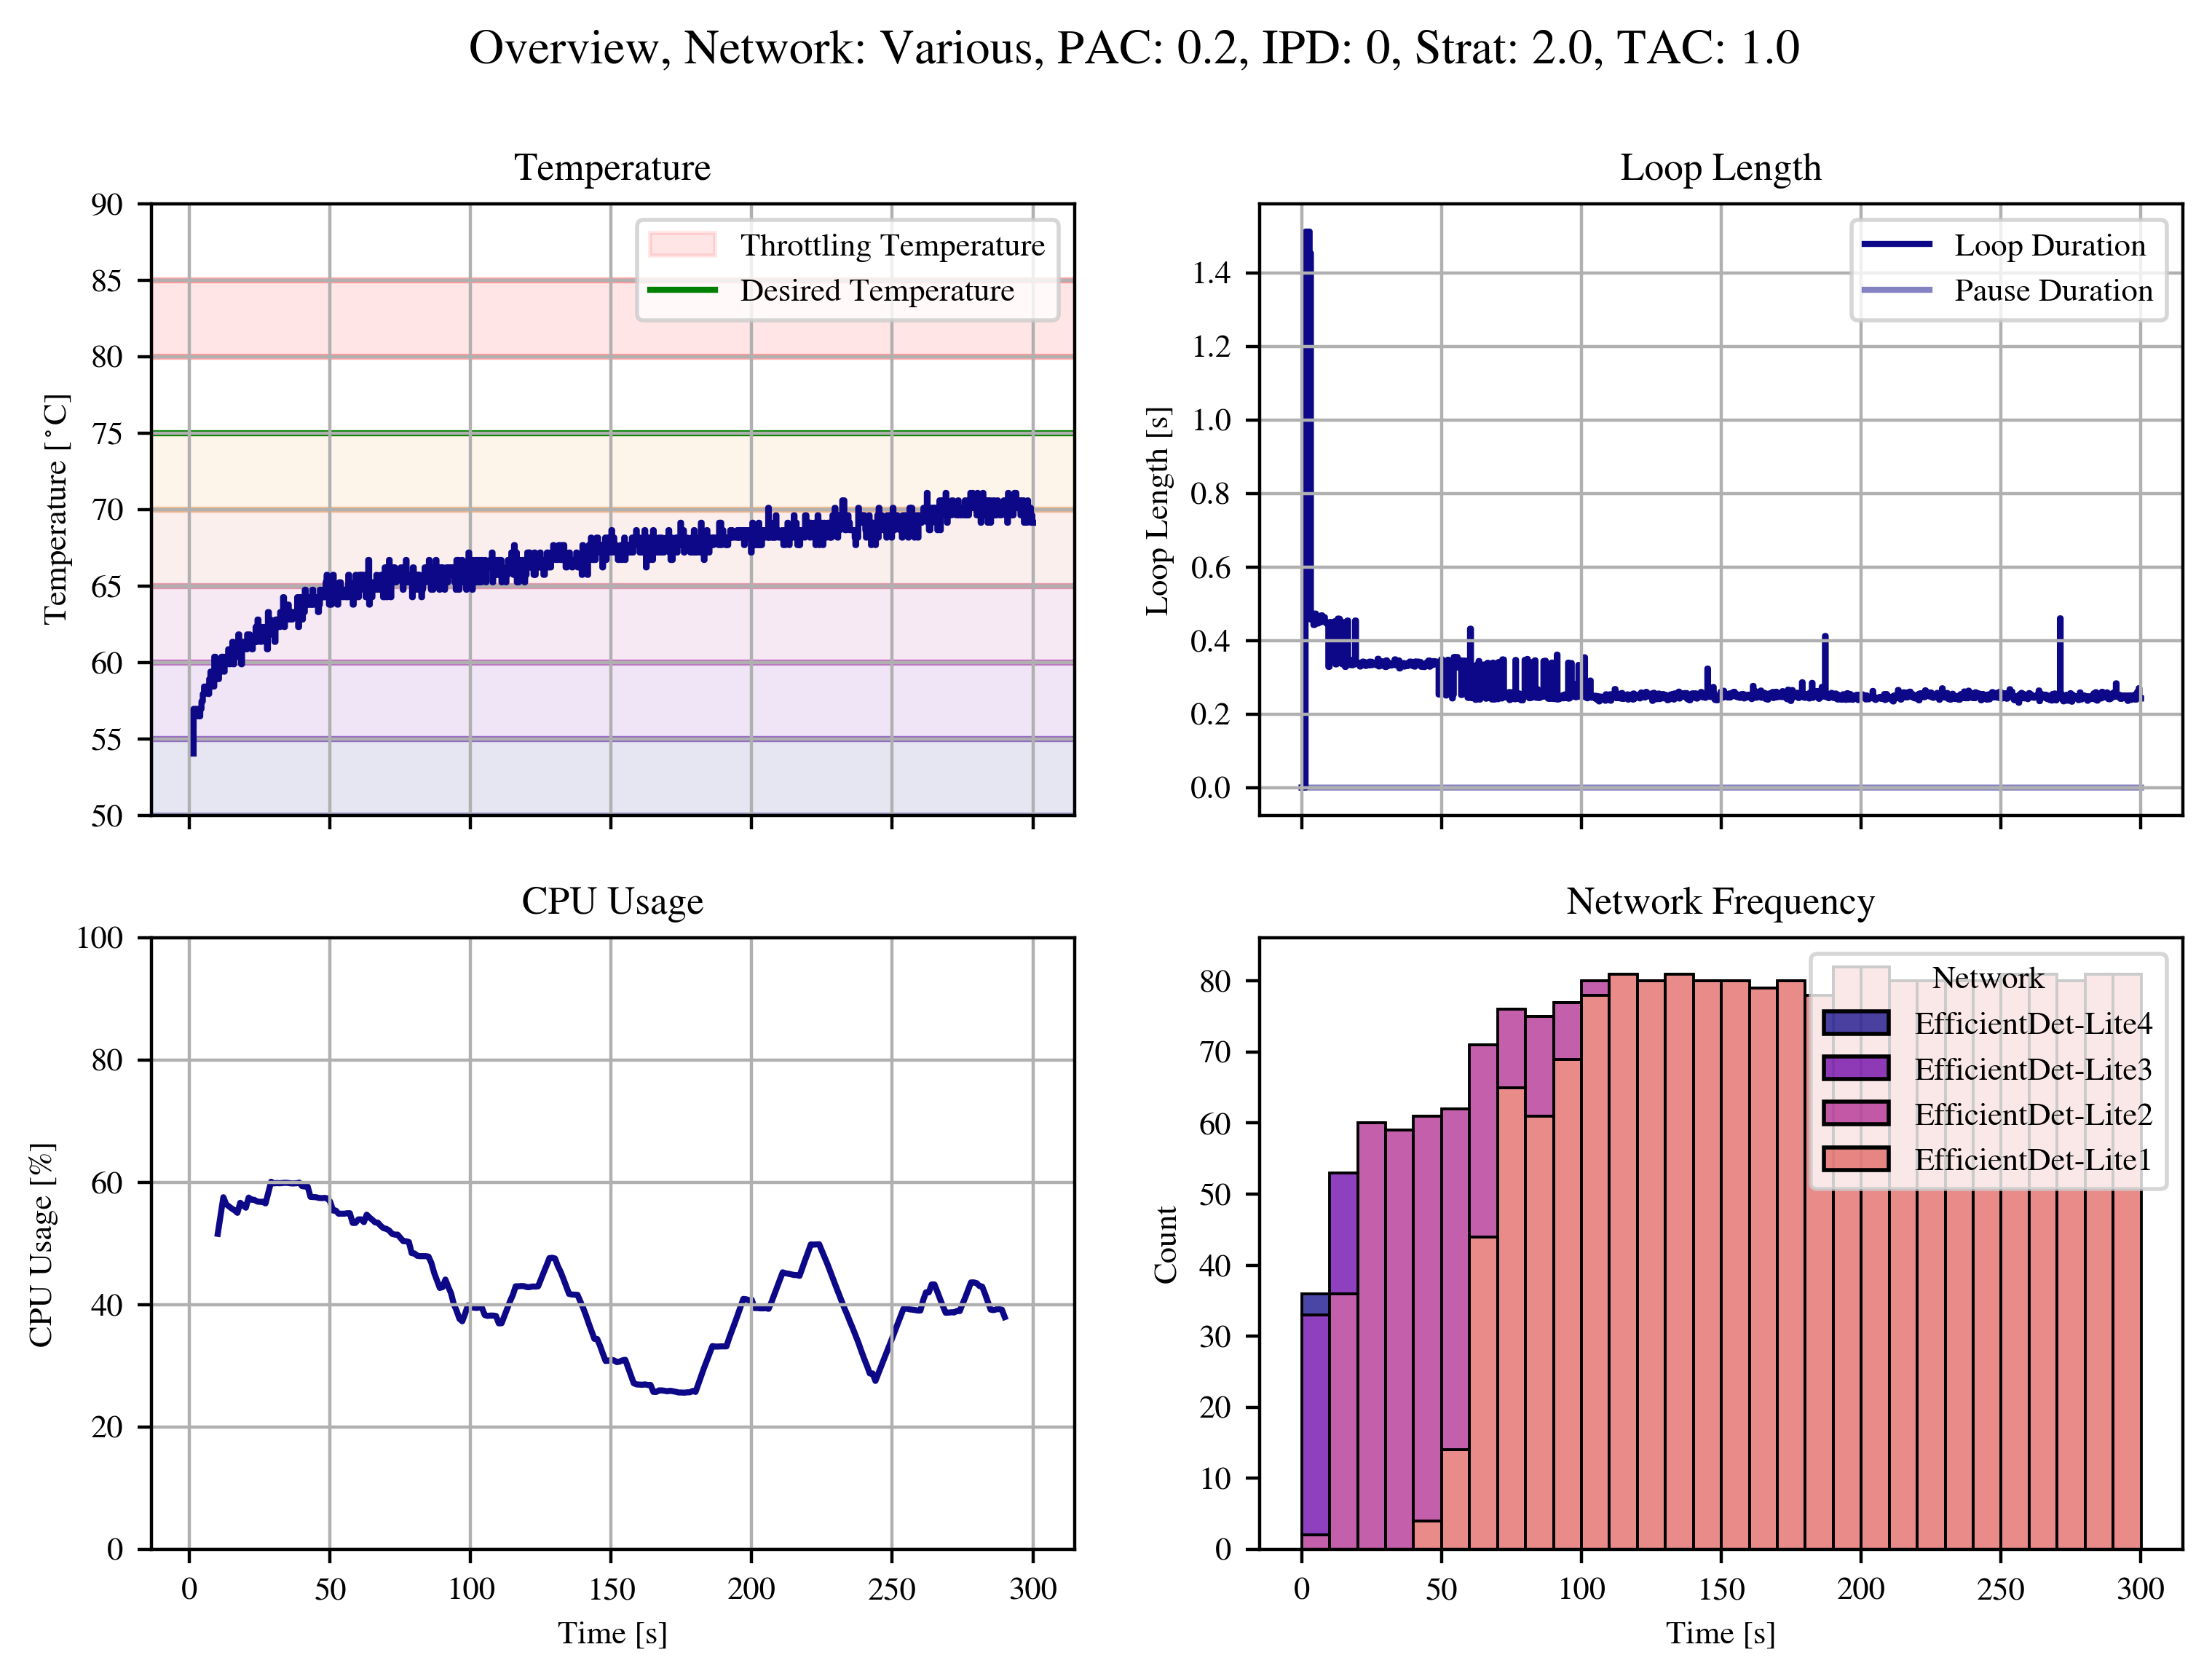 Overview, Network: Various, PAC: 0.2, IPD: 0, Strat: 2.0, TAC: 1.0
Temperature
90
85
80
75
70
65
60
55
50
Temperature [°C]
Throttling Temperature
Desired Temperature
Loop Length
1.4
1.2
1.0
0.8
0.6
0.4
0.2
0.0
Loop Length [s]
Loop Duration
Pause Duration
CPU Usage
100
80
60
40
20
0
CPU Usage [%]
0 50 100 150 200 250 300
Time [s]
Network Frequency
80
70
60
50
40
30
20
10
0
Count
Network
EfficientDet-Lite4
EfficientDet-Lite3
EfficientDet-Lite2
EfficientDet-Lite1
0 50 100 150 200 250 300
Time [s]